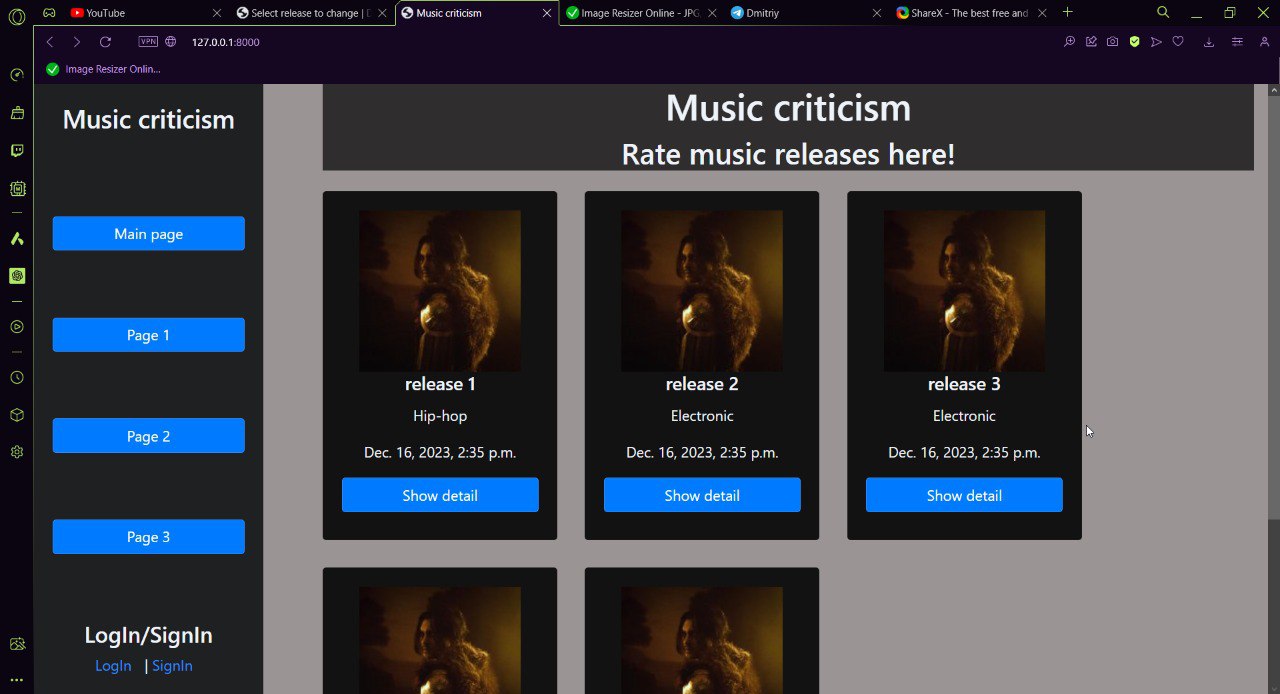 YouTube
Select release to change | D
Music criticism
Image Resizer Online - JPG,
Dmitriy
ShareX - The best free and
VPN
127.0.0.1:8000
Image Resizer Onlin...
Music criticism
Main page
Page 1
Page 2
Page 3
LogIn/SignIn
LogIn | SignIn
Music criticism
Rate music releases here!
release 1
Hip-hop
Dec. 16, 2023, 2:35 p.m.
Show detail
release 2
Electronic
Dec. 16, 2023, 2:35 p.m.
Show detail
release 3
Electronic
Dec. 16, 2023, 2:35 p.m.
Show detail